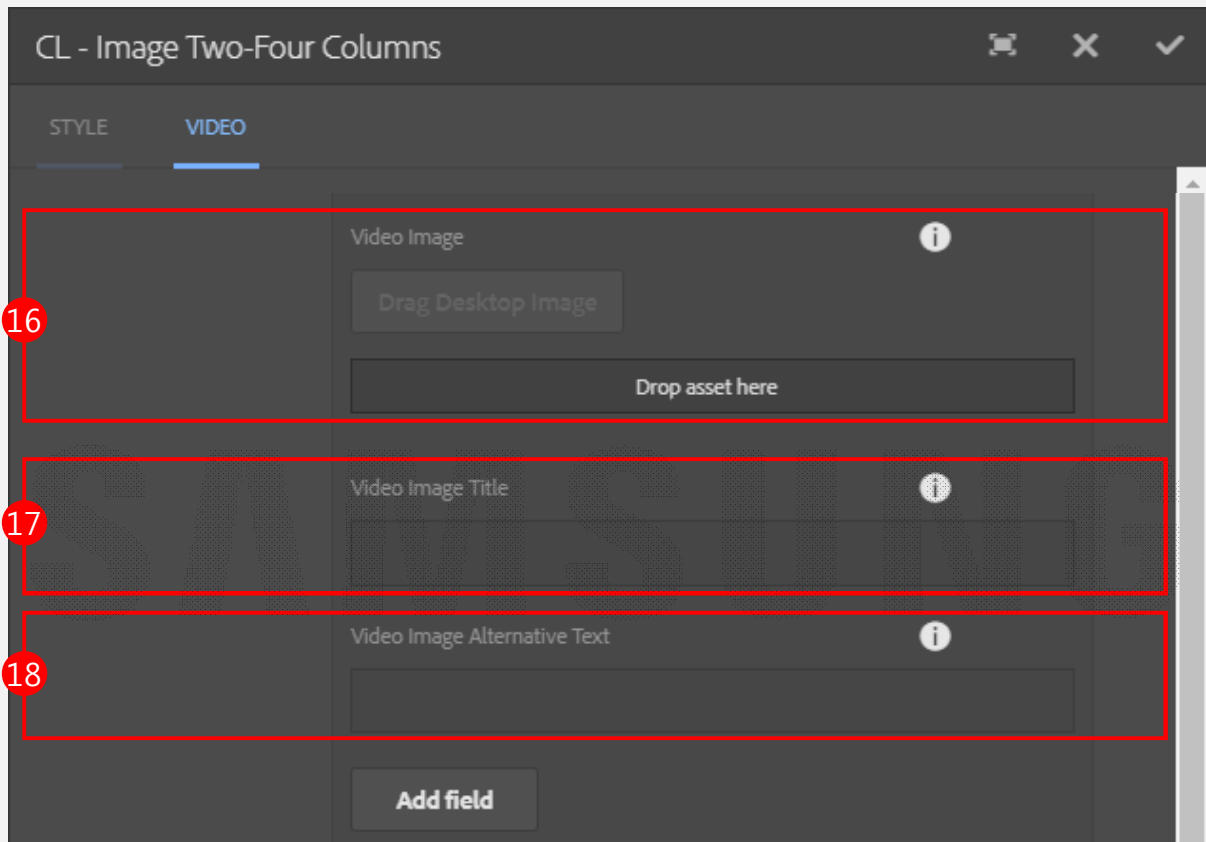 CL - Image Two-Four Columns
STYLE VIDEO
Video Image
16
Drag Desktop Image
Drop asset here
SAMSUNG
Video Image Title
17
Video Image Alternative Text
18
Add field